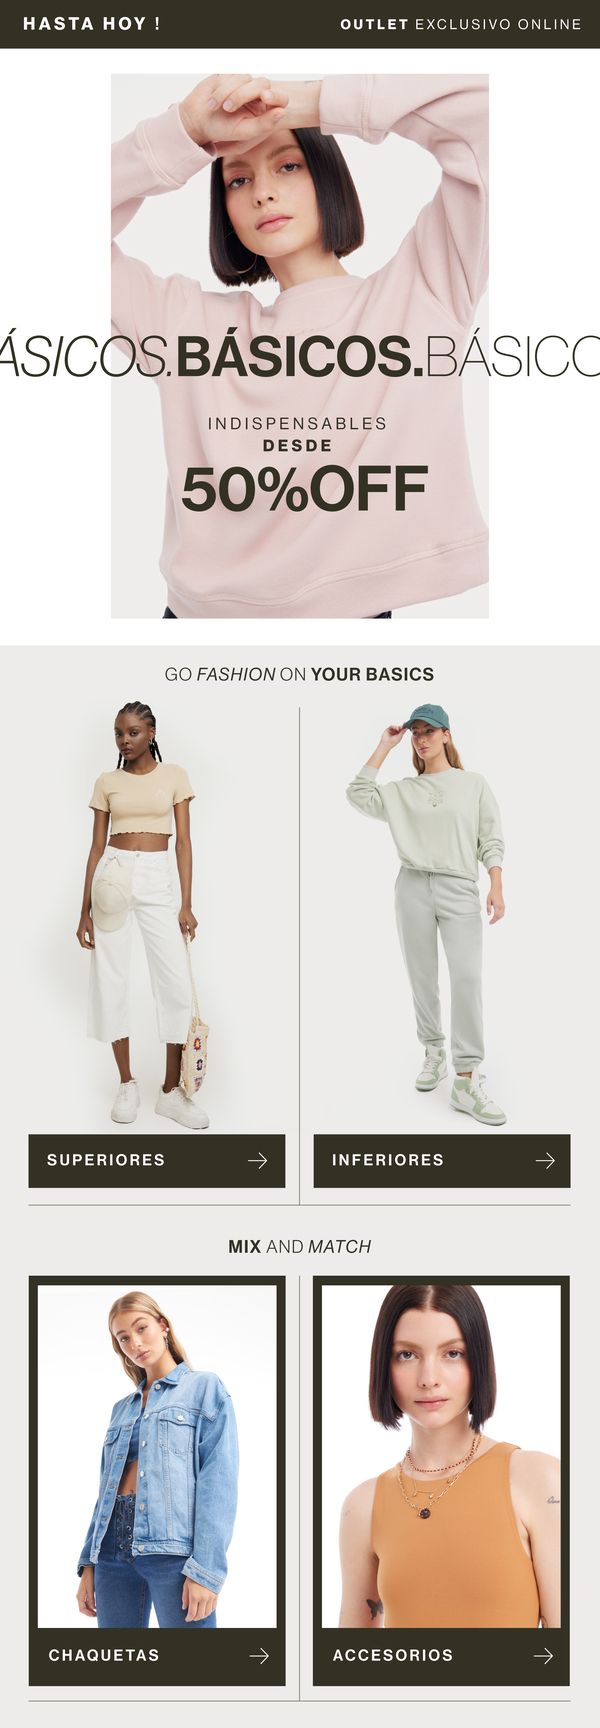 HASTA HOY !
OUTLET EXCLUSIVO ONLINE
ÁSICOS.BÁSICOS.BÁSICO
INDISPENSABLES
DESDE
50%OFF
GO FASHION ON YOUR BASICS
SUPERIORES
INFERIORES
MIX AND MATCH
CHAQUETAS
ACCESORIOS